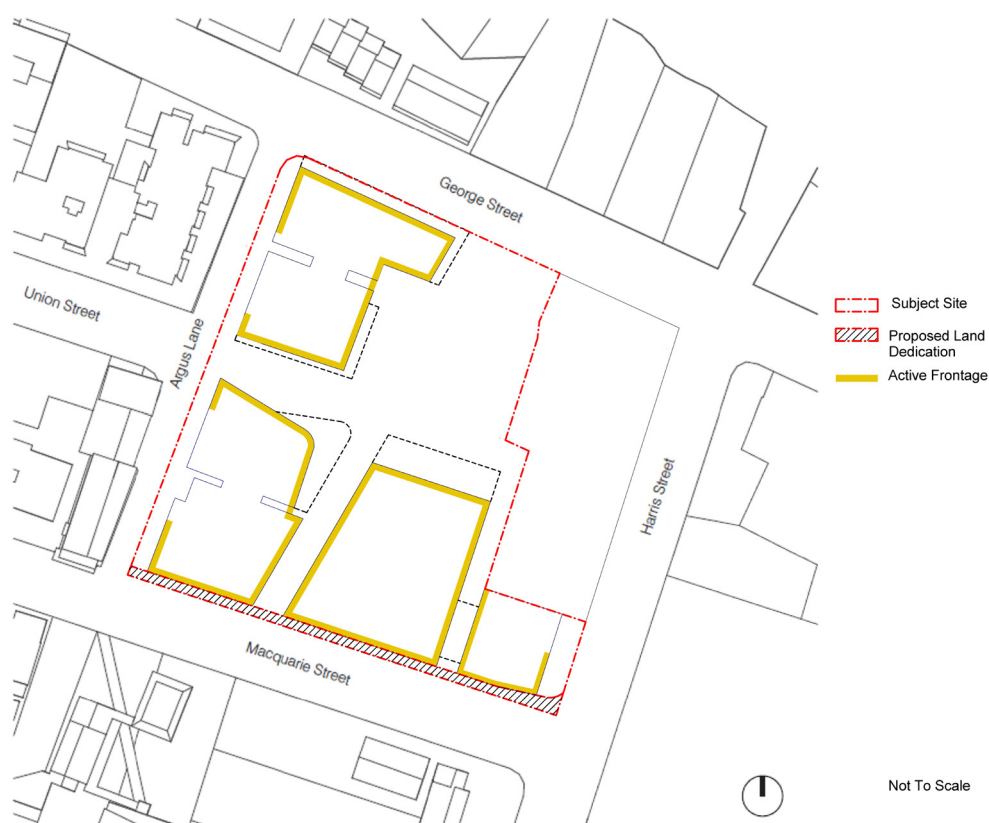 George Street
Union Street
Argus Lane
Harris Street
Macquarie Street
Subject Site
Proposed Land
Dedication
Active Frontage
Not To Scale